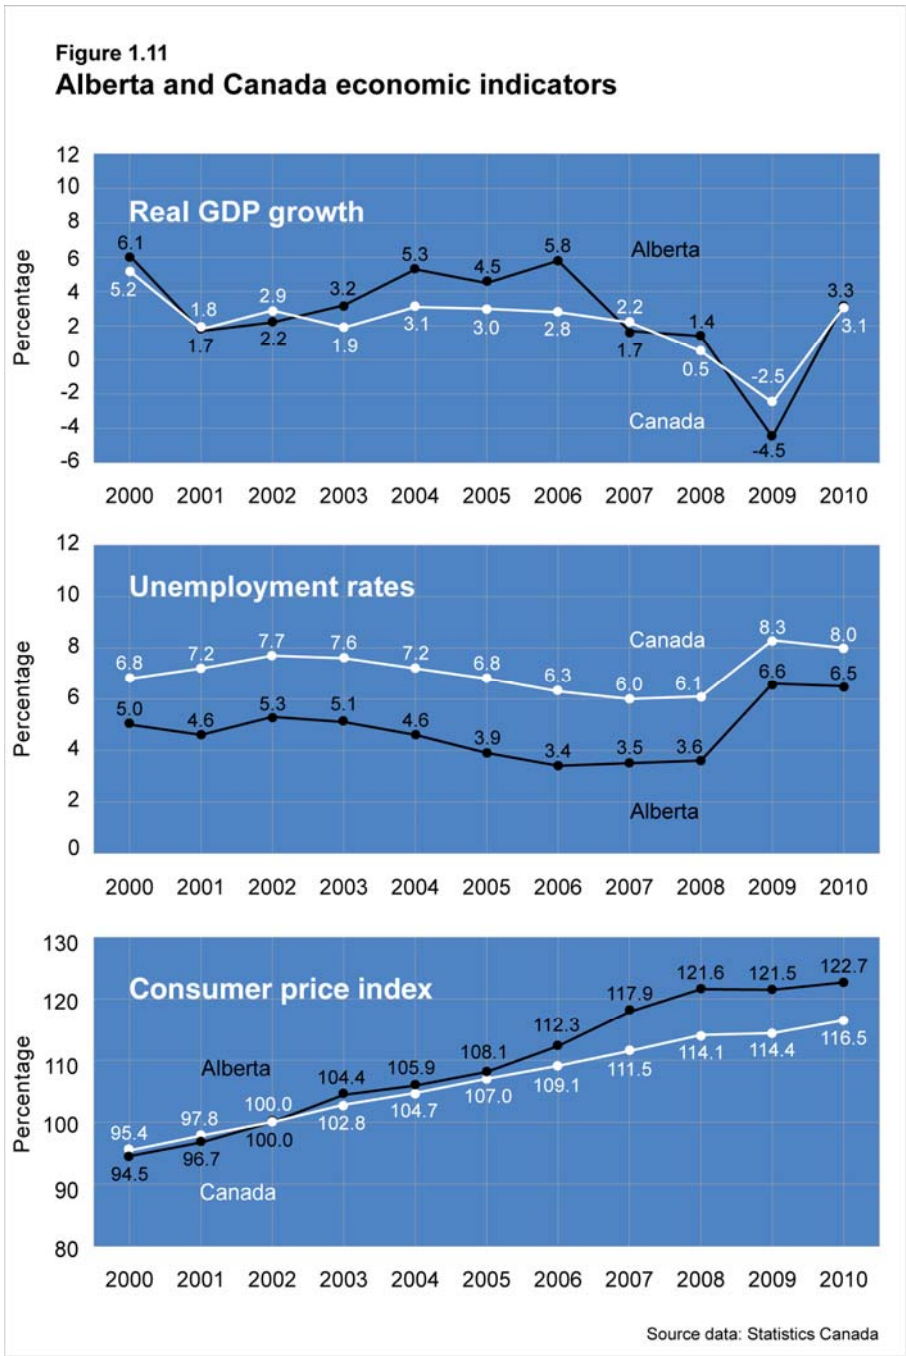 Figure 1.11
Alberta and Canada economic indicators
12
10
8
6
4
2
0
-2
-4
-6
Percentage
Real GDP growth
Alberta
6.1 1.7 2.2 3.2 5.3 4.5 5.8 1.7 1.4 -4.5 3.3
5.2 1.8 2.9 1.9 3.1 3.0 2.8 2.2 0.5 -2.5 3.1
Canada
2000 2001 2002 2003 2004 2005 2006 2007 2008 2009 2010
12
10
8
6
4
2
0
Percentage
Unemployment rates
Canada
6.8 7.2 7.7 7.6 7.2 6.8 6.3 6.0 6.1 8.3 8.0
5.0 4.6 5.3 5.1 4.6 3.9 3.4 3.5 3.6 6.6 6.5
Alberta
2000 2001 2002 2003 2004 2005 2006 2007 2008 2009 2010
130
120
110
100
90
80
Percentage
Consumer price index
Alberta
94.5 96.7 100.0 104.4 105.9 108.1 112.3 117.9 121.6 121.5 122.7
95.4 97.8 100.0 102.8 104.7 107.0 109.1 111.5 114.1 114.4 116.5
Canada
2000 2001 2002 2003 2004 2005 2006 2007 2008 2009 2010
Source data: Statistics Canada